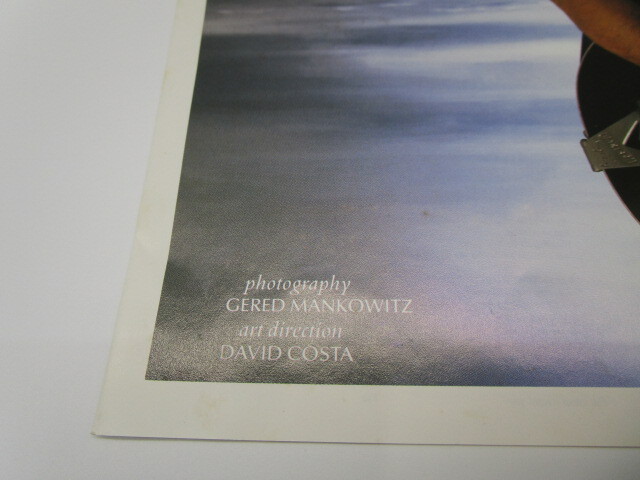 photography
GERED MANKOWITZ
art direction
DAVID COSTA